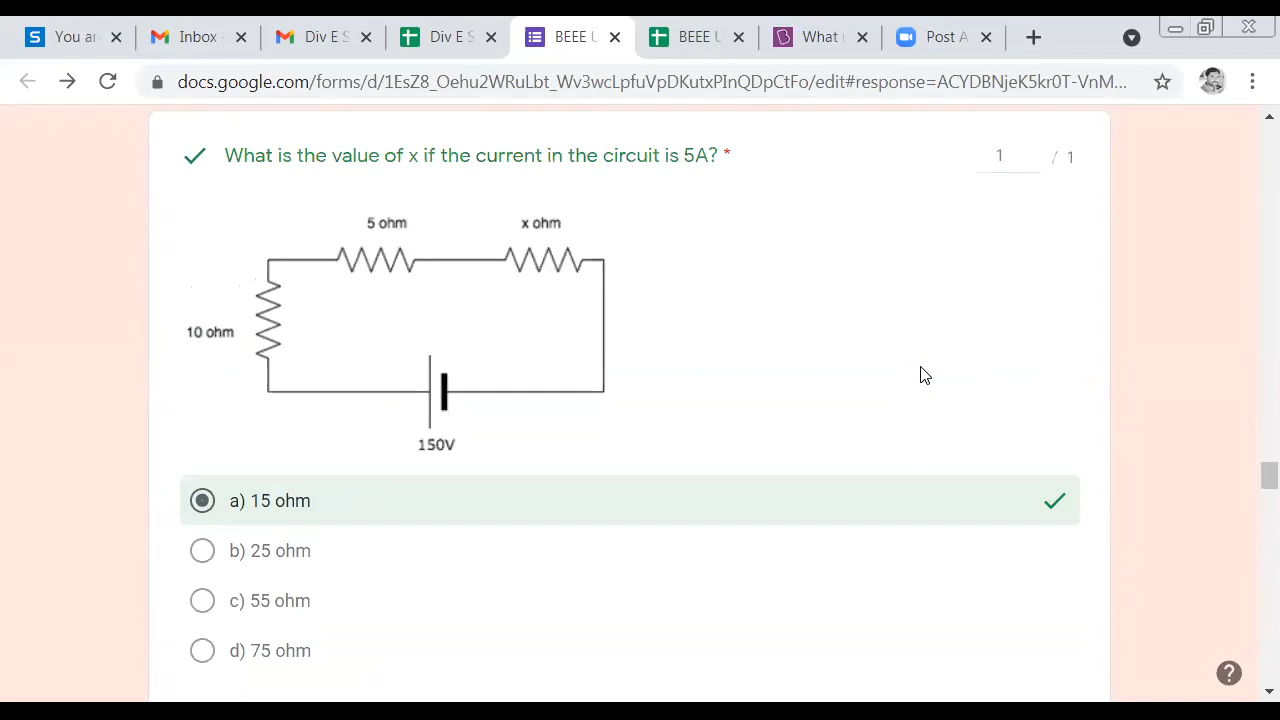 You ar
Inbox
Div E S
Div E S
BEEE U
BEEE U
What I
Post A
docs.google.com/forms/d/1EsZ8_Oehu2WuuLbt_Wv3wcLpfuVpDKutxPInQDpCtFo/edit#response=ACYDBNjeK5kr0T-VnM...
What is the value of x if the current in the circuit is 5A? *
1 / 1
5 ohm x ohm
10 ohm
150V
a) 15 ohm
b) 25 ohm
c) 55 ohm
d) 75 ohm